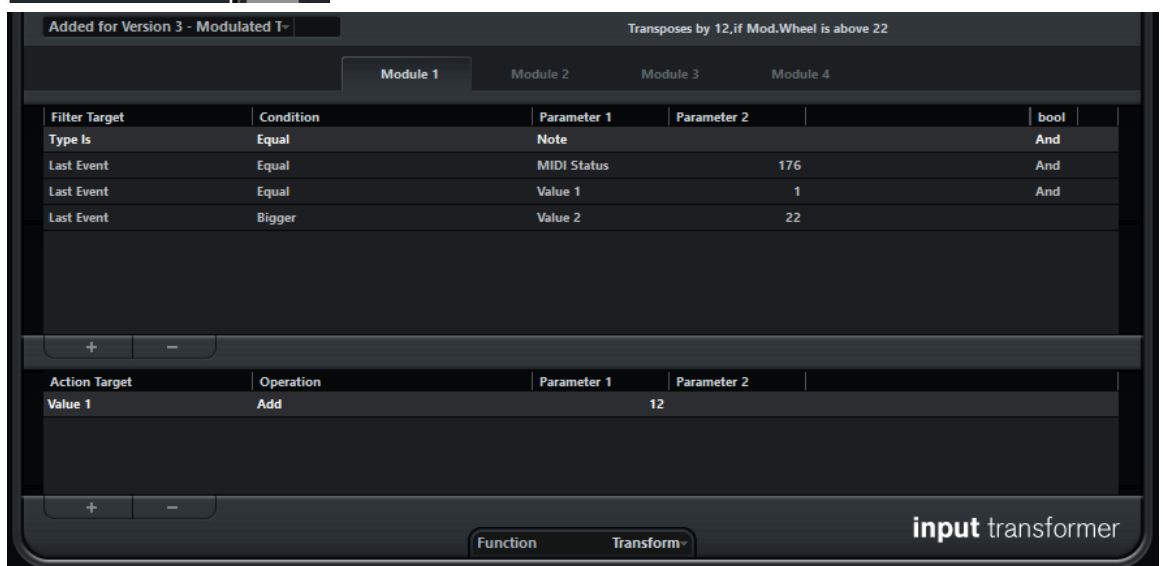 Added for Version 3 - Modulated T
Transposes by 12,if Mod.Wheel is above 22
Module 1 Module 2 Module 3 Module 4
Filter Target Condition Parameter 1 Parameter 2 bool
Type Is Equal Note And
Last Event Equal MIDI Status 176 And
Last Event Equal Value 1 1 And
Last Event Bigger Value 2 22
+ −
Action Target Operation Parameter 1 Parameter 2
Value 1 Add 12
+ −
Function Transform
input transformer